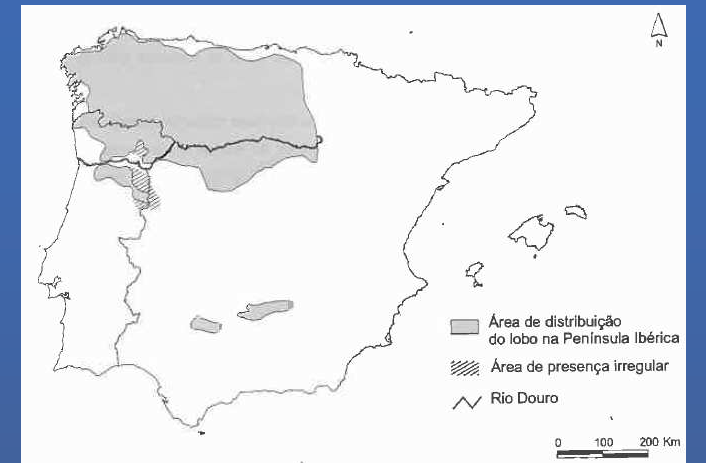 N
Área de distribuição
do lobo na Península Ibérica
Área de presença irregular
Rio Douro
0 100 200 Km